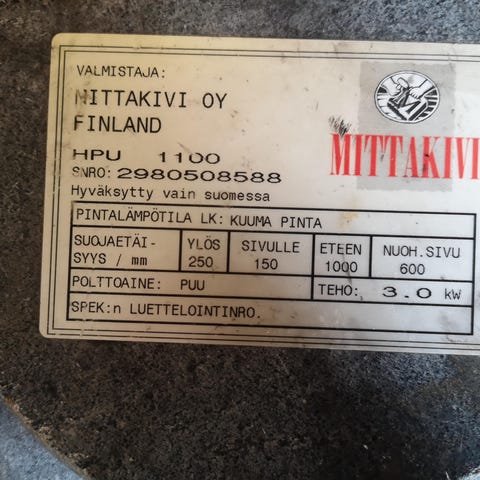 VALMISTAJA:
MITTAKIVI OY
FINLAND
MITTAKIVI
HPU 1100
SNRO: 2980508588
Hyväksytty vain suomessa
PINTALÄMPÖTILA LK: KUUMA PINTA
SUOJAETÄI- YLÖS SIVULLE ETEEN NUOH.SIVU
SYYS / mm 250 150 1000 600
POLTTOAINE: PUU TEHO: 3.0 kW
SPEK:n LUETTELOINTINRO.